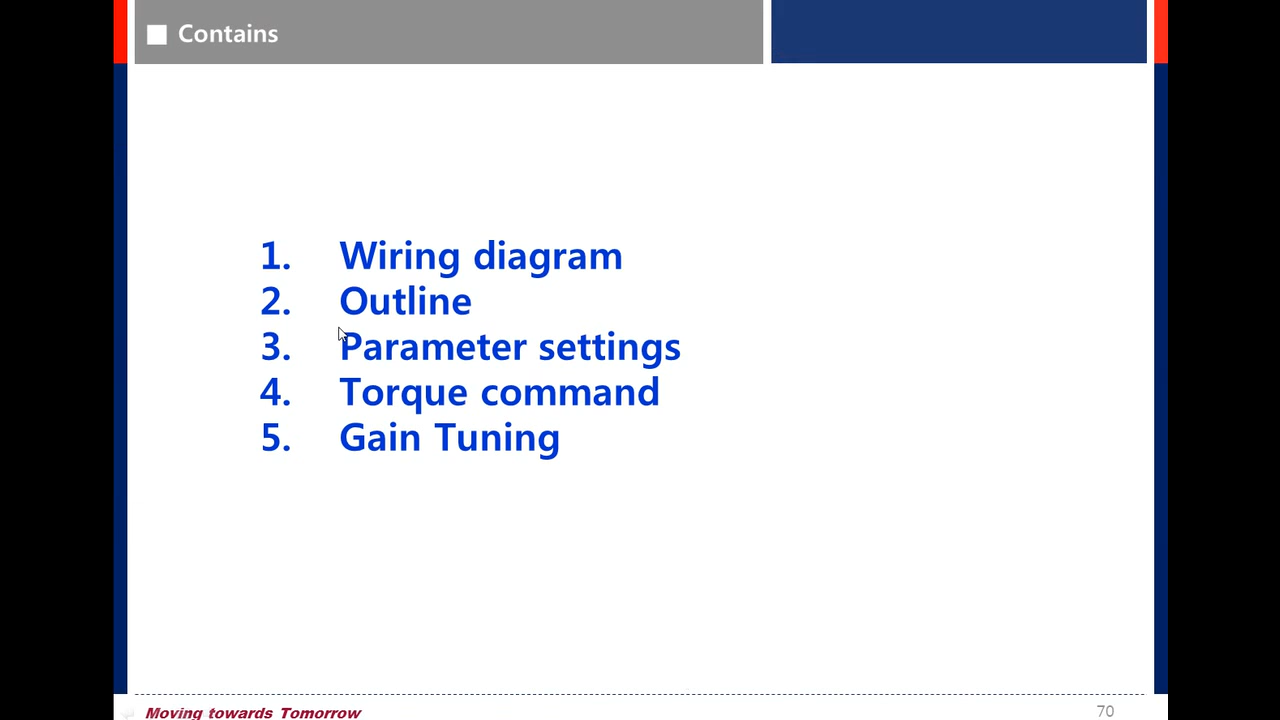 Contains
1. Wiring diagram
2. Outline
3. Parameter settings
4. Torque command
5. Gain Tuning
Moving towards Tomorrow
70